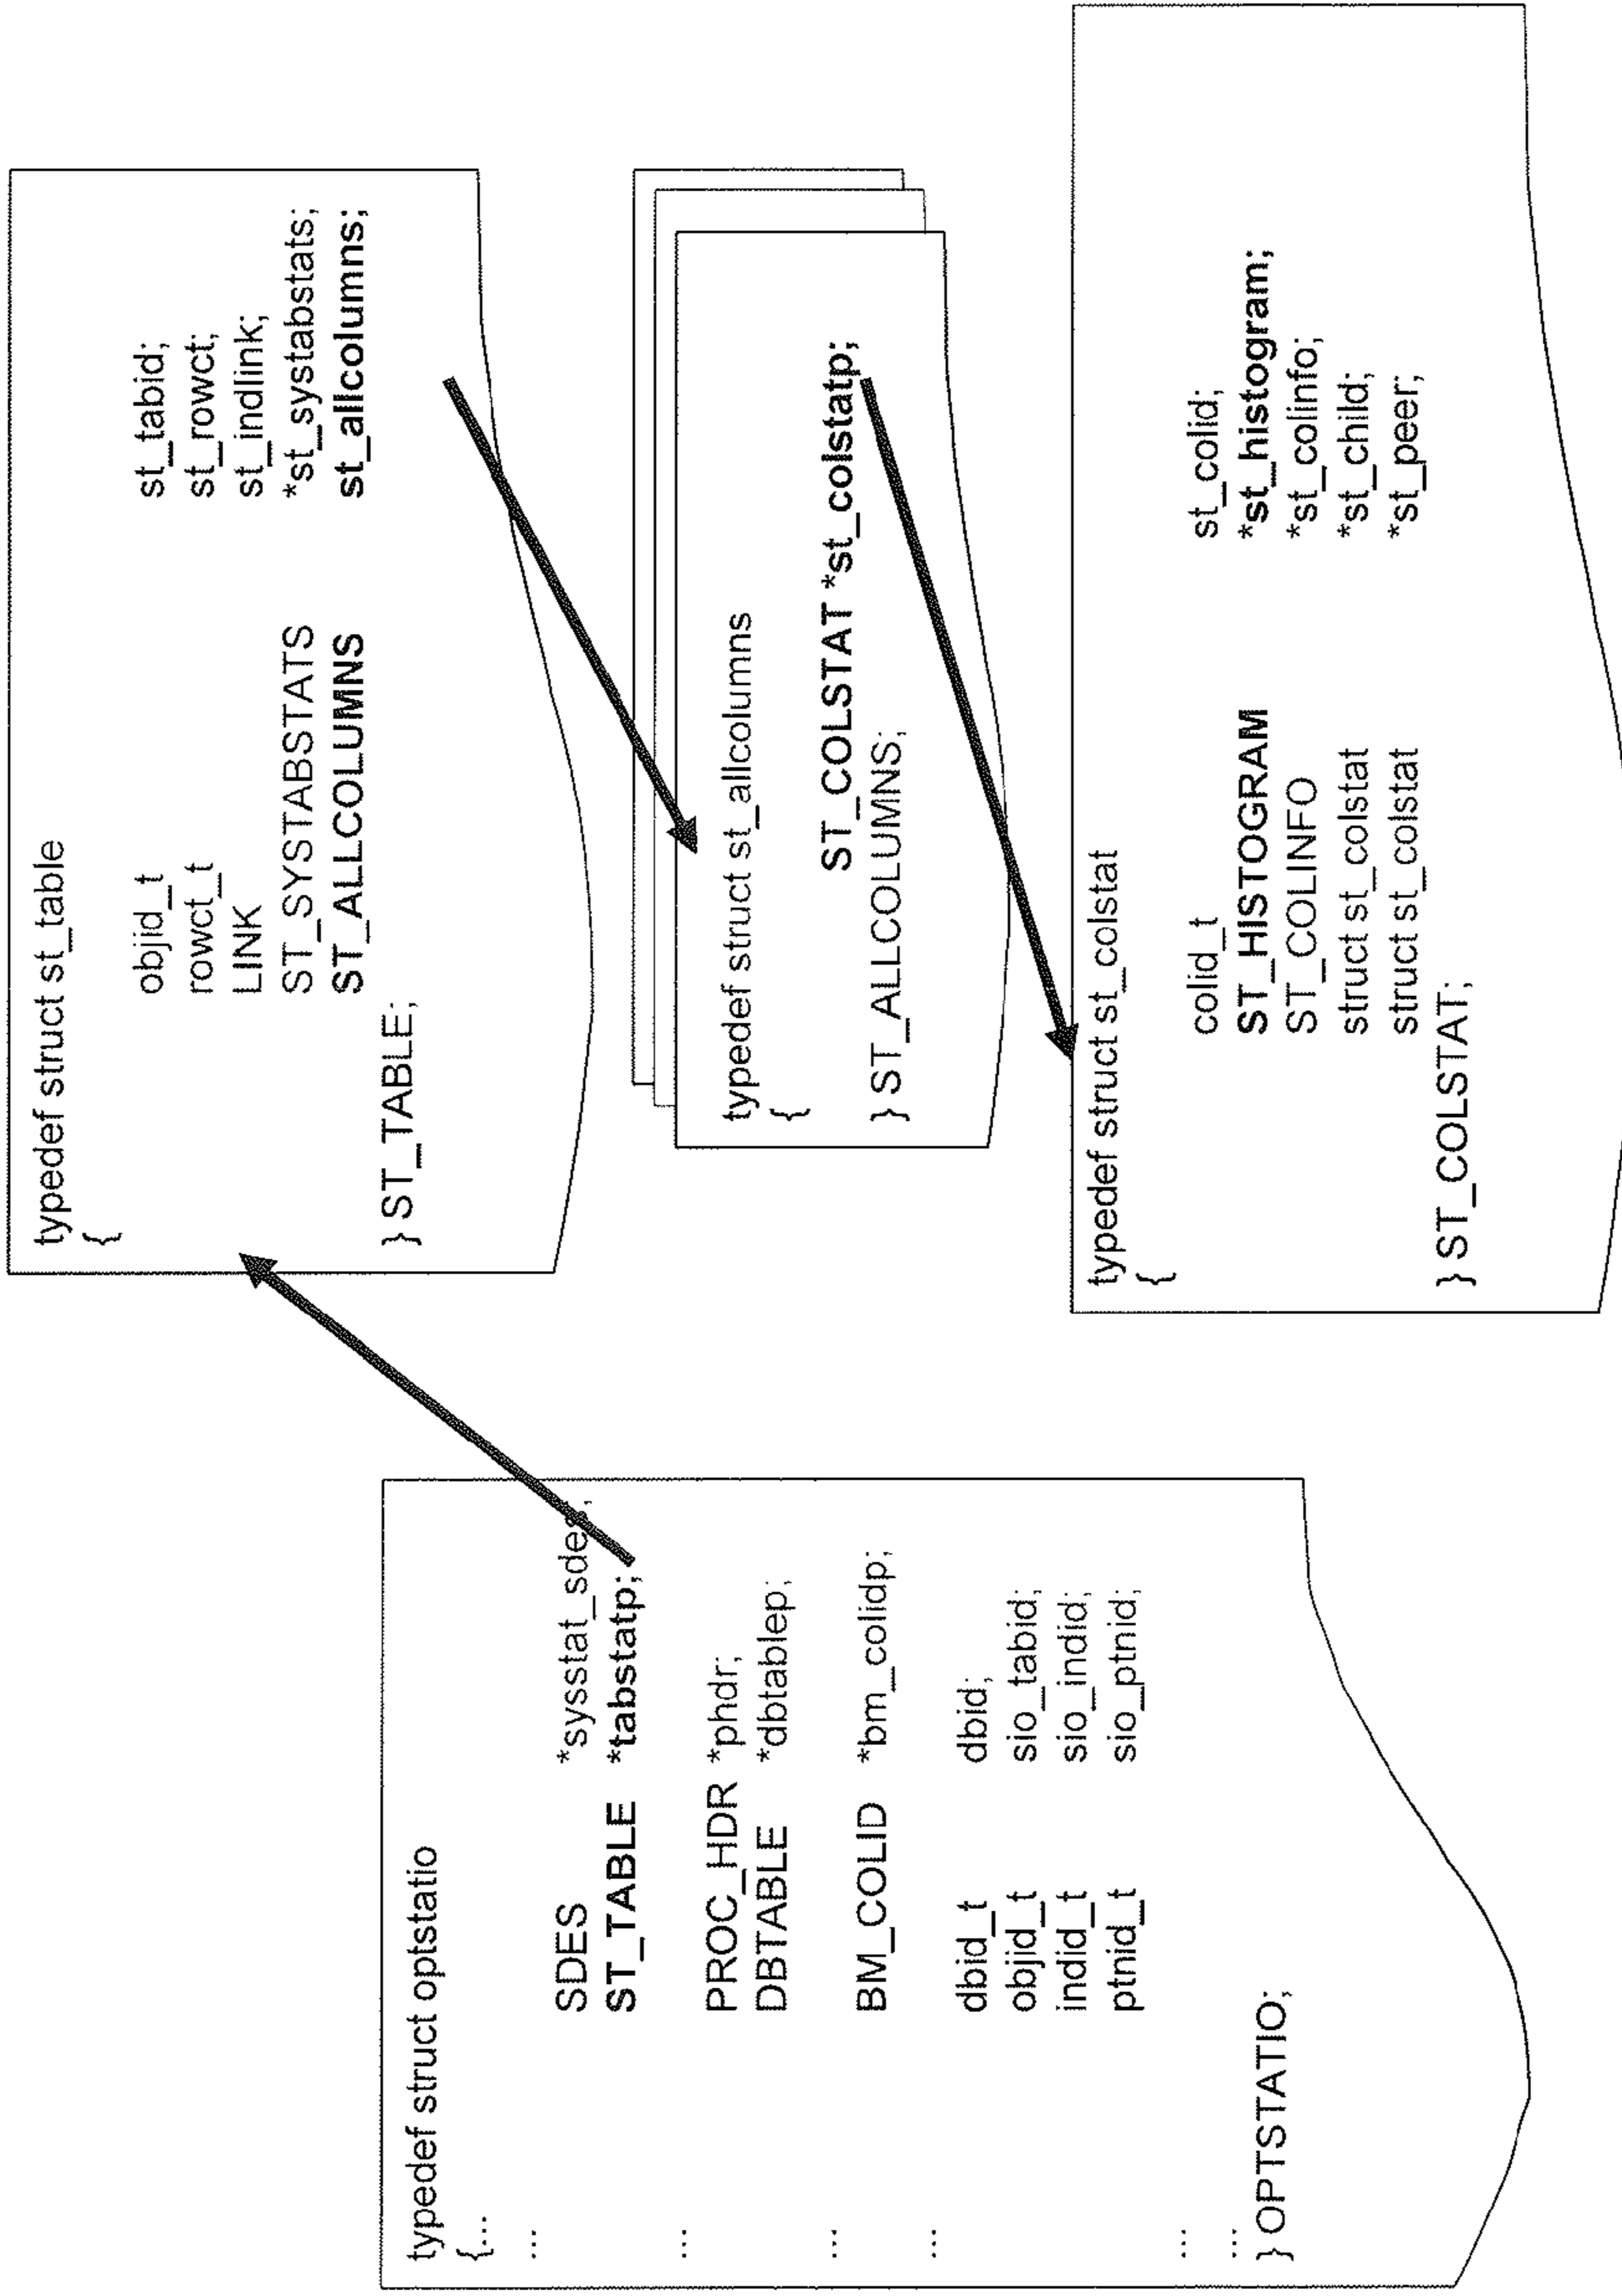 typedef struct optstatio
{...
... SDES *sysstat_sdes;
ST_TABLE *tabstatp;
... PROC_HDR *phdr;
DBTABLE *dbtablep;
... BM_COLID *bm_colidp;
... dbid_t dbid;
objid_t sio_tabid;
indid_t sio_indid;
ptnid_t sio_ptnid;
...
...
} OPTSTATIO;
typedef struct st_table
{
objid_t st_tabid;
rowct_t st_rowct;
LINK st_indlink;
ST_SYSTABSTATS *st_systabstats;
ST_ALLCOLUMNS st_allcolumns;
} ST_TABLE;
typedef struct st_allcolumns
{
ST_COLSTAT *st_colstatp;
} ST_ALLCOLUMNS;
typedef struct st_colstat
{
colid_t st_colid;
ST_HISTOGRAM *st_histogram;
ST_COLINFO *st_colinfo;
struct st_colstat *st_child;
struct st_colstat *st_peer;
} ST_COLSTAT;